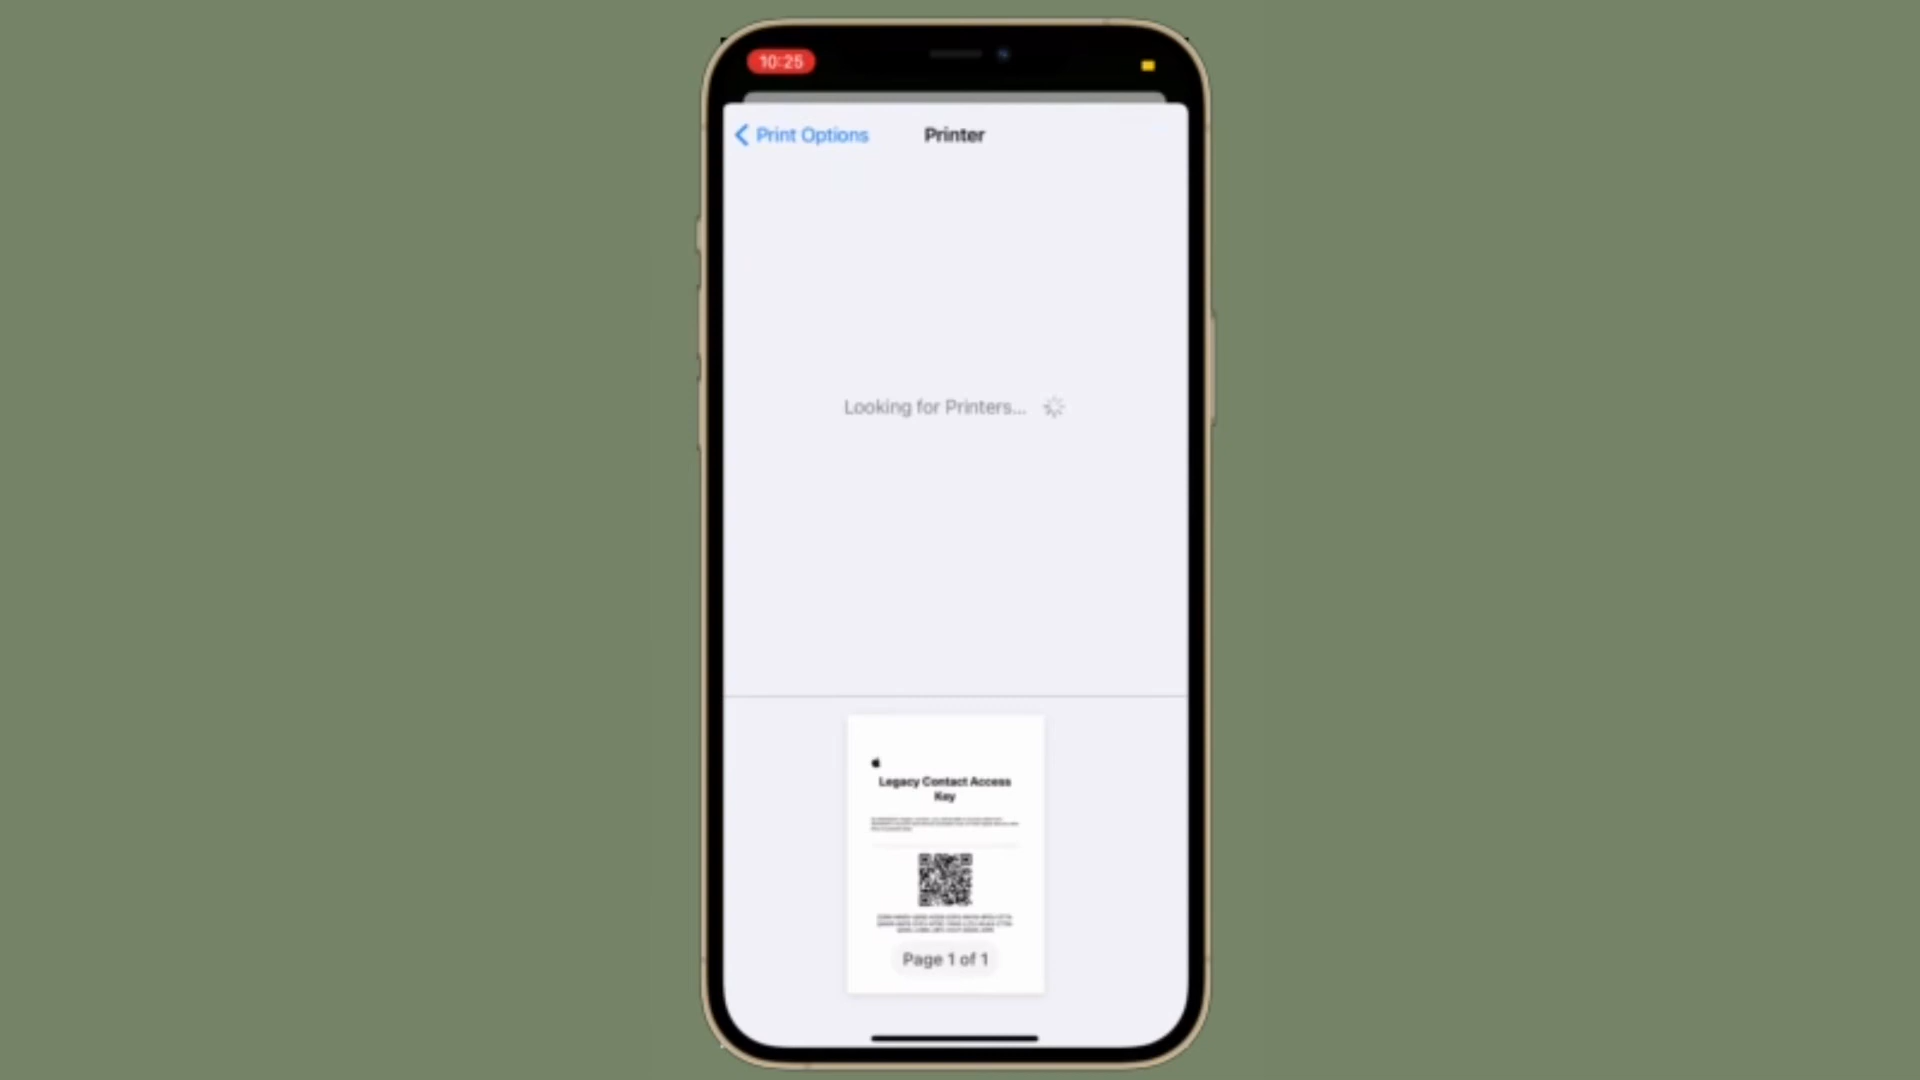 10:25
Print Options
Printer
Looking for Printers...
Legacy Contact Access
Key
Page 1 of 1